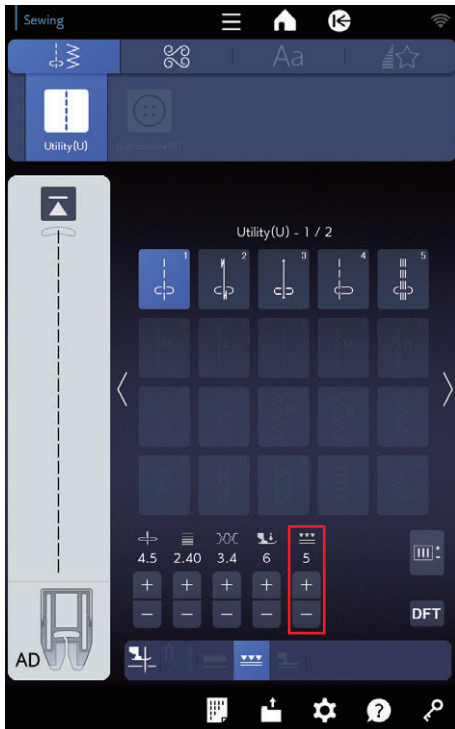 Sewing
Aa
Utility(U)
Buttonhole(B)
Utility(U) - 1 / 2
1 2 3 4 5
4.5 2.40 3.4 6 5
+ + + + +
− − − − −
DFT
AD
?